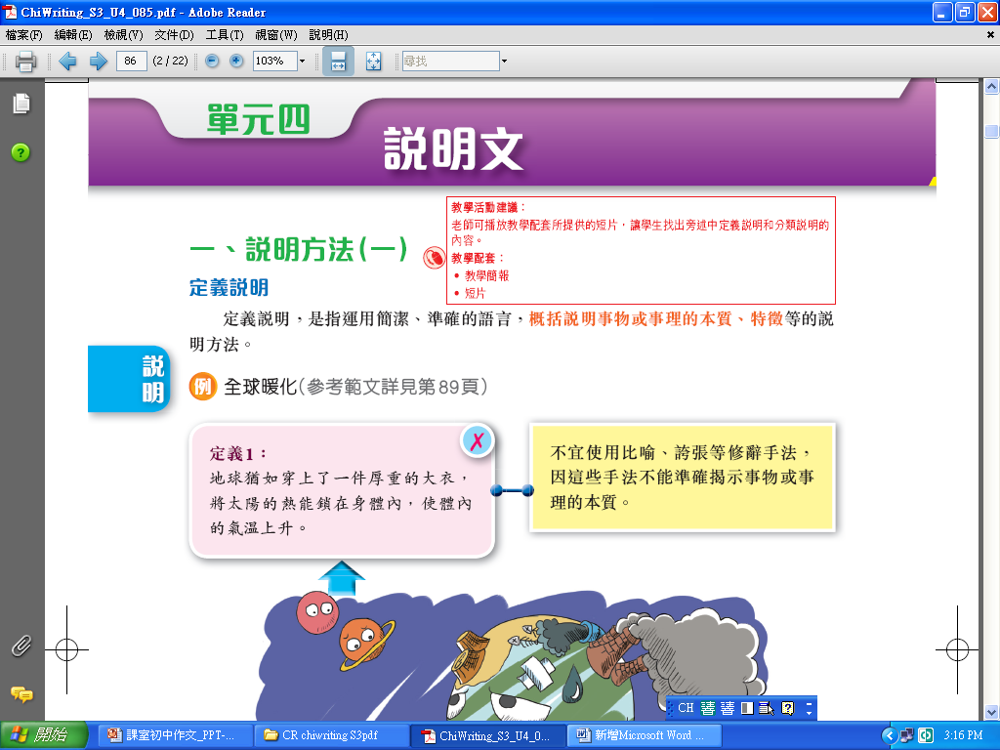 ChiWriting_S3_U4_085.pdf - Adobe Reader
檔案(F) 編輯(E) 檢視(V) 文件(D) 工具(T) 視窗(W) 說明(H)
86 (2 / 22) 103% 尋找
單元四
説明文
教學活動建議：
老師可播放教學配套所提供的短片，讓學生找出旁述中定義説明和分類説明的
內容。
教學配套：
• 教學簡報
• 短片
一、説明方法(一)
定義説明
定義説明，是指運用簡潔、準確的語言，概括説明事物或事理的本質、特徵等的説
明方法。
説
明
例 全球暖化(參考範文詳見第89頁)
定義1：
地球猶如穿上了一件厚重的大衣，
將太陽的熱能鎖在身體內，使體內
的氣溫上升。
✗
不宜使用比喻、誇張等修辭手法，
因這些手法不能準確揭示事物或事
理的本質。
CH
開始 課室初中作文_PPT-... CR chiwriting S3pdf ChiWriting_S3_U4_0... 新增Microsoft Word ... 3:16 PM